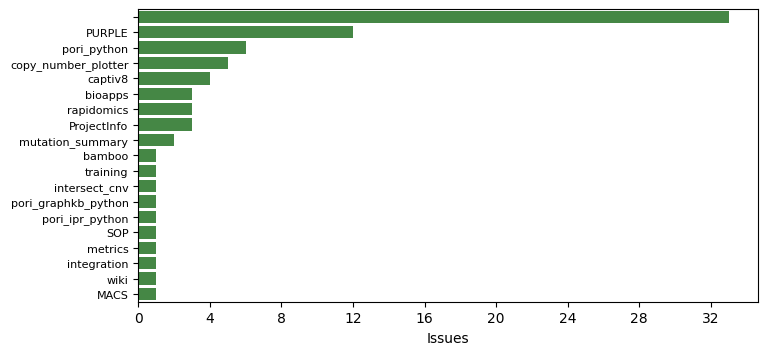 PURPLE
pori_python
copy_number_plotter
captiv8
bioapps
rapidomics
ProjectInfo
mutation_summary
bamboo
training
intersect_cnv
pori_graphkb_python
pori_ipr_python
SOP
metrics
integration
wiki
MACS
0 4 8 12 16 20 24 28 32
Issues